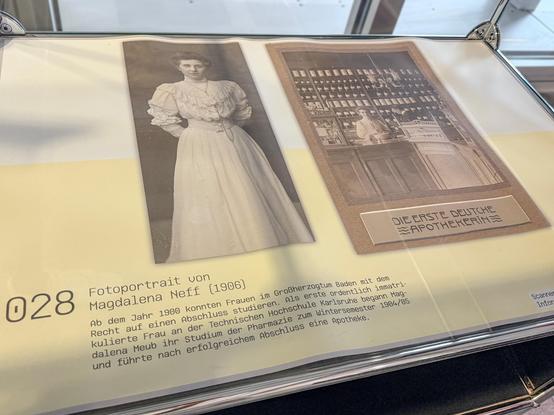 DIE ERSTE DEUTCHE
APOTHEKERIN
028
Fotoportrait von
Magdalena Neff (1906)
Ab dem Jahr 1900 konnten Frauen im Großherzogtum Baden mit dem
Recht auf einen Abschluss studieren. Als erste ordentlich immatri-
kulierte Frau an der Technischen Hochschule Karlsruhe begann Mag-
dalena Meub ihr Studium der Pharmazie zum Wintersemester 1904/05
und führte nach erfolgreichem Abschluss eine Apotheke.
Scanne